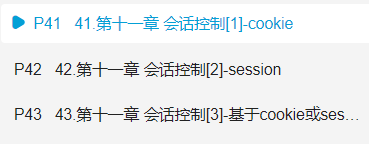 P41 41.第十一章 会话控制[1]-cookie
P42 42.第十一章 会话控制[2]-session
P43 43.第十一章 会话控制[3]-基于cookie或ses…